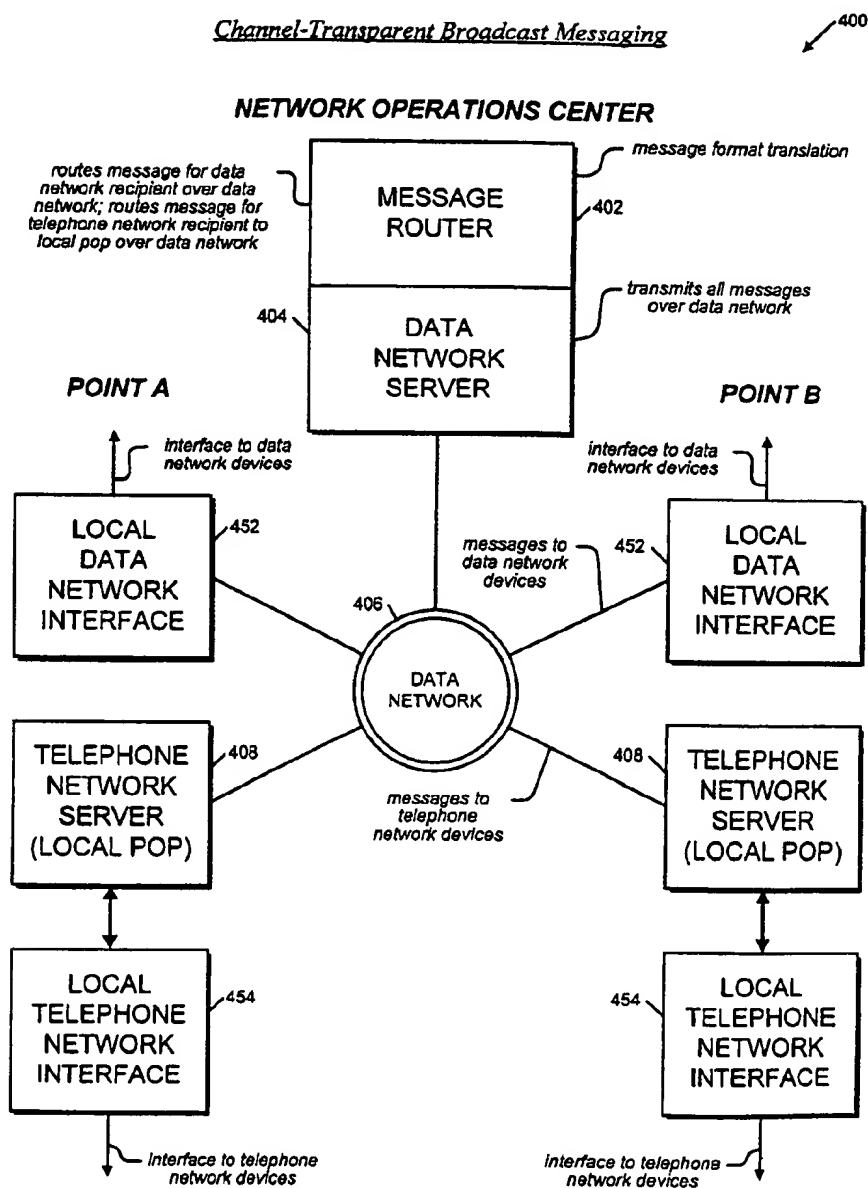 Channel-Transparent Broadcast Messaging
400
NETWORK OPERATIONS CENTER
routes message for data
network recipient over data
network; routes message for
telephone network recipient to
local pop over data network
message format translation
MESSAGE
ROUTER
402
404
DATA
NETWORK
SERVER
transmits all messages
over data network
POINT A
POINT B
interface to data
network devices
interface to data
network devices
LOCAL
DATA
NETWORK
INTERFACE
452
messages to
data network
devices
452
LOCAL
DATA
NETWORK
INTERFACE
406
DATA
NETWORK
TELEPHONE
NETWORK
SERVER
(LOCAL POP)
408
messages to
telephone
network devices
408
TELEPHONE
NETWORK
SERVER
(LOCAL POP)
LOCAL
TELEPHONE
NETWORK
INTERFACE
454
454
LOCAL
TELEPHONE
NETWORK
INTERFACE
interface to telephone
network devices
interface to telephone
network devices